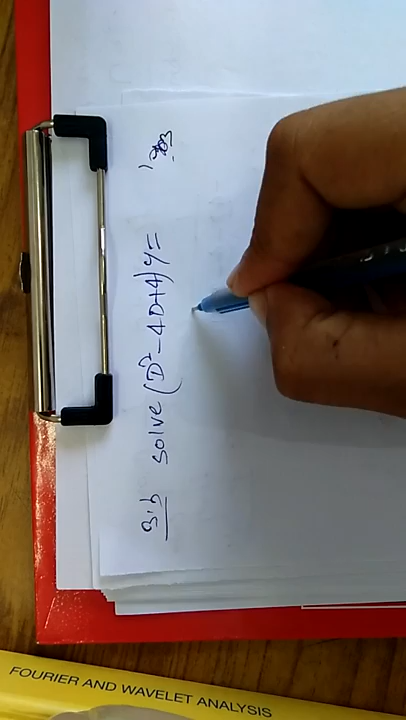 solve (D² - 4D + 4) y =
FOURIER AND WAVELET ANALYSIS